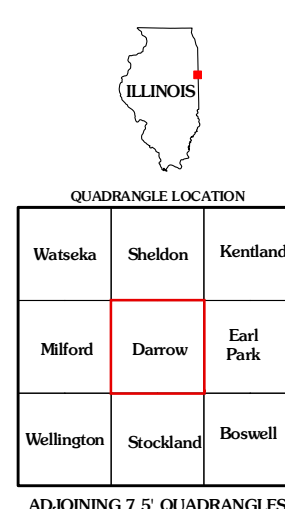 ILLINOIS
QUADRANGLE LOCATION
Watseka Sheldon Kentland
Milford Darrow Earl
Park
Wellington Stockland Boswell
ADJOINING 7.5' QUADRANGLES